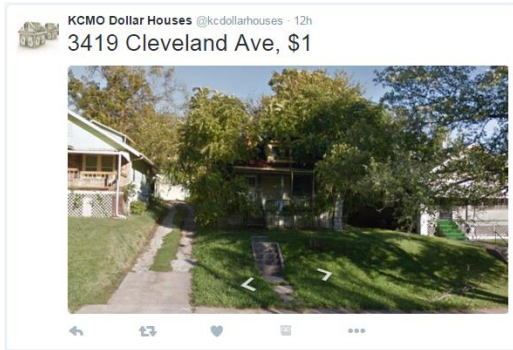 KCMO Dollar Houses @kcdollarhouses · 12h
3419 Cleveland Ave, $1